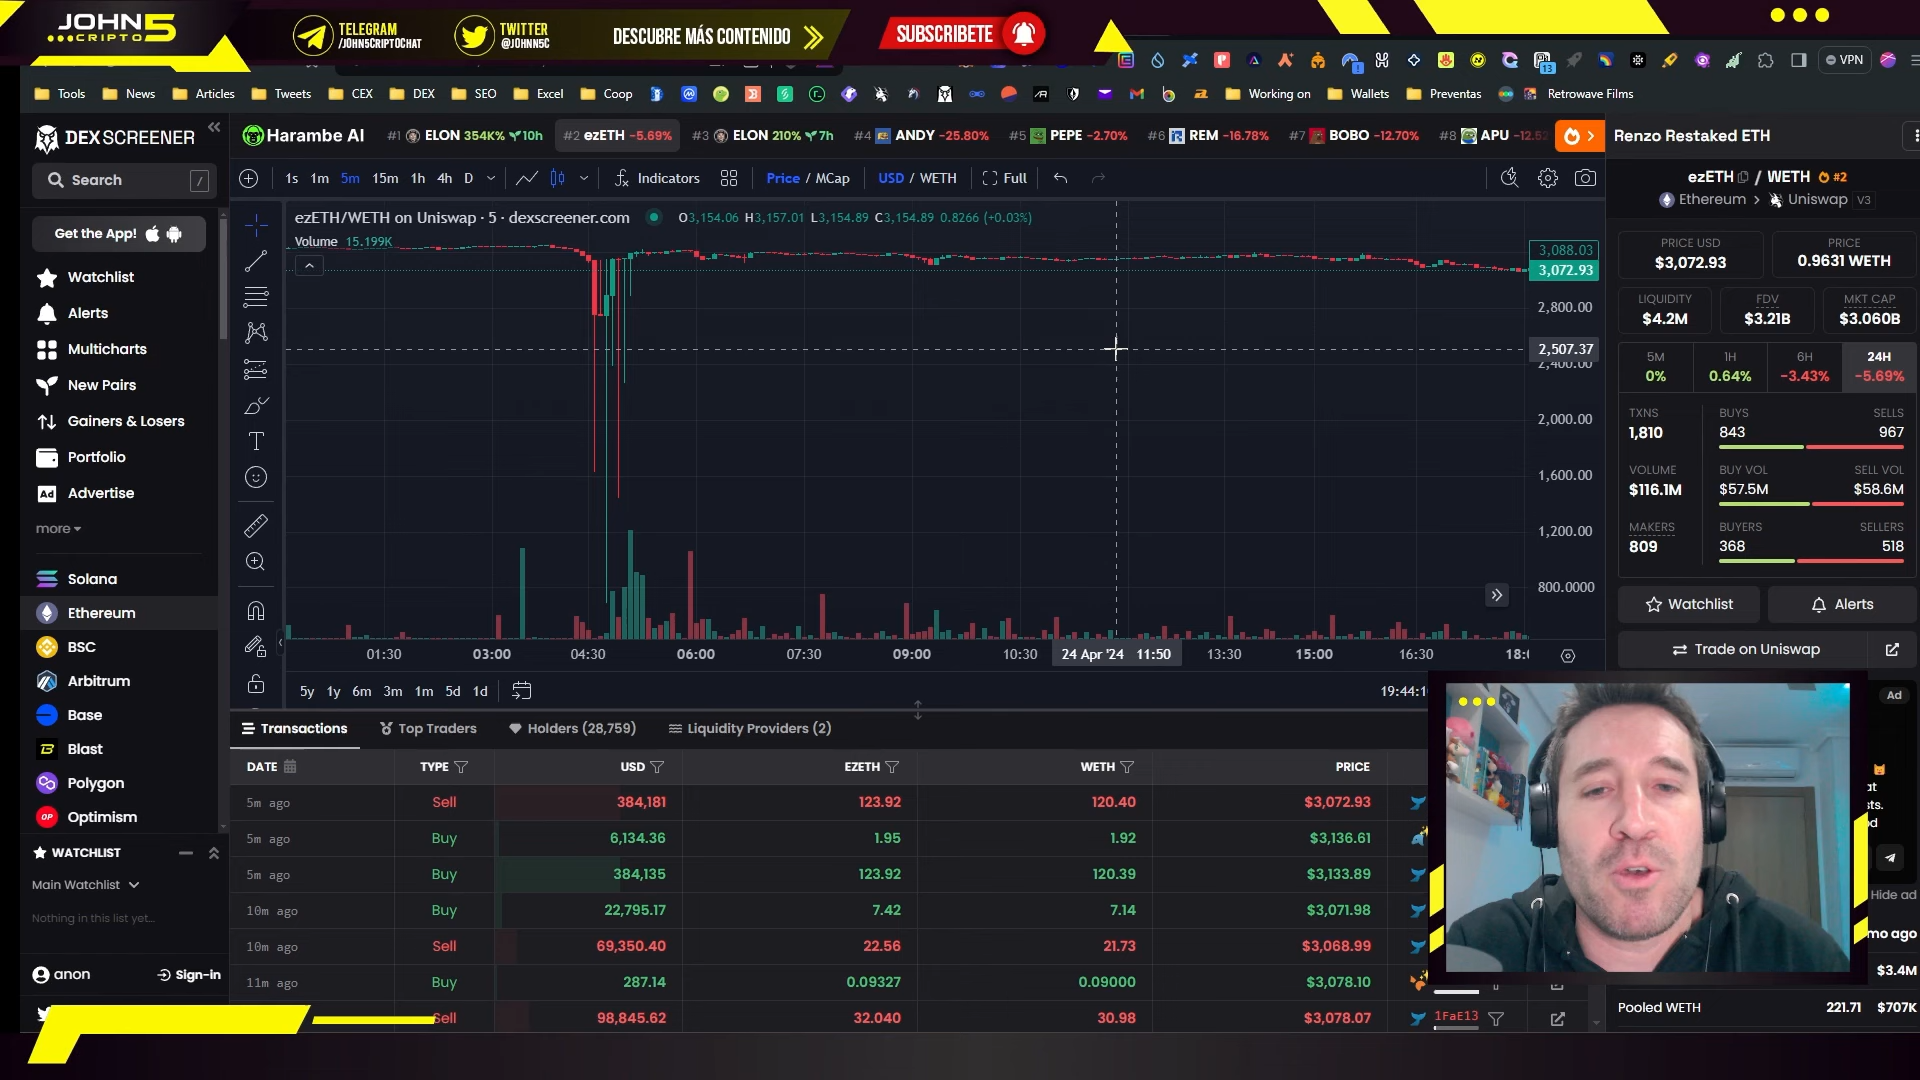 JOHN 5
CRIPTO
TELEGRAM
/JOHN5CRIPTOCHAT
TWITTER
@J0HNN5C
DESCUBRE MÁS CONTENIDO
SUBSCRIBETE
VPN
Tools
News
Articles
Tweets
CEX
DEX
SEO
Excel
Coop
Working on
Wallets
Preventas
Retrowave Films
DEXSCREENER
Harambe AI
#1 ELON 354K% 10h
#2 ezETH -5.69%
#3 ELON 210% 7h
#4 ANDY -25.80%
#5 PEPE -2.70%
#6 REM -16.78%
#7 BOBO -12.70%
#8 APU
Renzo Restaked ETH
Search /
1s 1m 5m 15m 1h 4h D
Indicators
Price / MCap
USD / WETH
Full
ezETH / WETH #2
Ethereum > Uniswap V3
ezETH/WETH on Uniswap · 5 · dexscreener.com
O3,154.06 H3,157.01 L3,154.89 C3,154.89 0.8266 (+0.03%)
Volume 15.199K
Get the App!
Watchlist
Alerts
Multicharts
New Pairs
Gainers & Losers
Portfolio
Ad Advertise
more
Solana
Ethereum
BSC
Arbitrum
Base
Blast
Polygon
OP Optimism
WATCHLIST
Main Watchlist
Nothing in this list yet...
anon
Sign-in
3,088.03
3,072.93
2,800.00
2,507.37
2,400.00
2,000.00
1,600.00
1,200.00
800.0000
01:30 03:00 04:30 06:00 07:30 09:00 10:30 24 Apr '24 11:50 13:30 15:00 16:30
5y 1y 6m 3m 1m 5d 1d
PRICE USD
$3,072.93
PRICE
0.9631 WETH
LIQUIDITY
$4.2M
FDV
$3.21B
MKT CAP
$3.060B
5M
0%
1H
0.64%
6H
-3.43%
24H
-5.69%
TXNS
1,810
BUYS
843
SELLS
967
VOLUME
$116.1M
BUY VOL
$57.5M
SELL VOL
$58.6M
MAKERS
809
BUYERS
368
SELLERS
518
Watchlist
Alerts
Trade on Uniswap
Ad
Hide ad
mo ago
$3.4M
Pooled WETH 221.71 $707K
Transactions
Top Traders
Holders (28,759)
Liquidity Providers (2)
DATE TYPE USD EZETH WETH PRICE
5m ago Sell 384,181 123.92 120.40 $3,072.93
5m ago Buy 6,134.36 1.95 1.92 $3,136.61
5m ago Buy 384,135 123.92 120.39 $3,133.89
10m ago Buy 22,795.17 7.42 7.14 $3,071.98
10m ago Sell 69,350.40 22.56 21.73 $3,068.99
11m ago Buy 287.14 0.09327 0.09000 $3,078.10
Sell 98,845.62 32.040 30.98 $3,078.07 1FaE13